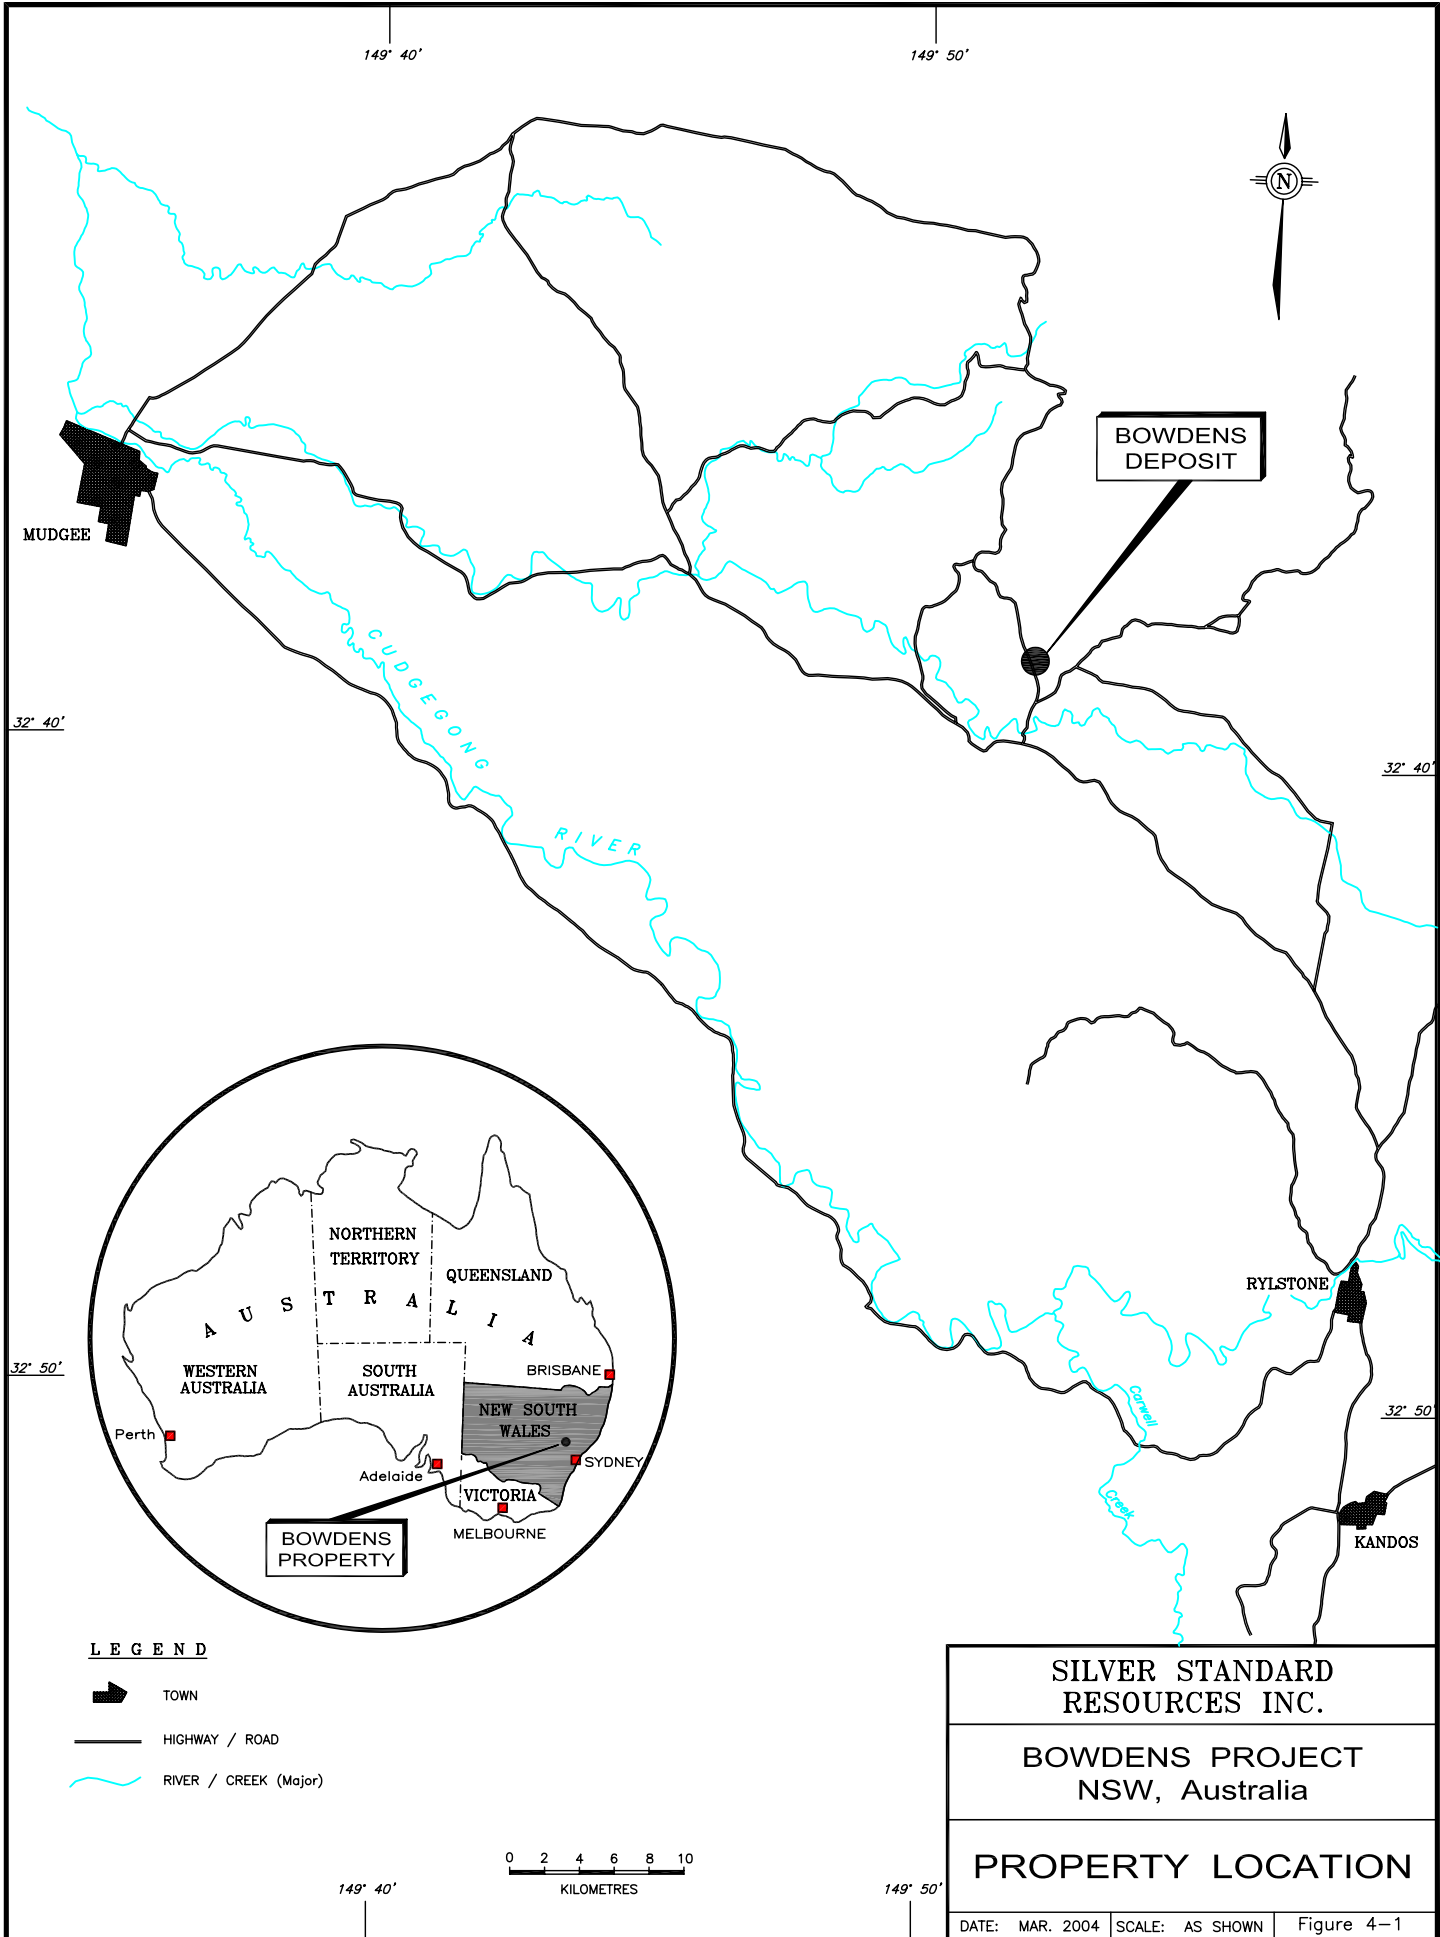 149° 40'
149° 50'
N
BOWDENS
DEPOSIT
MUDGEE
CUDGEGONG
32° 40'
32° 40'
RIVER
NORTHERN
TERRITORY
QUEENSLAND
RYLSTONE
AUSTRALIA
32° 50'
WESTERN
AUSTRALIA
SOUTH
AUSTRALIA
BRISBANE
Carwell
NEW SOUTH
WALES
32° 50'
Perth
SYDNEY
Adelaide
VICTORIA
Creek
MELBOURNE
BOWDENS
PROPERTY
KANDOS
LEGEND
TOWN
HIGHWAY / ROAD
RIVER / CREEK (Major)
0 2 4 6 8 10
KILOMETRES
149° 40'
149° 50'
SILVER STANDARD
RESOURCES INC.
BOWDENS PROJECT
NSW, Australia
PROPERTY LOCATION
DATE: MAR. 2004 SCALE: AS SHOWN Figure 4-1